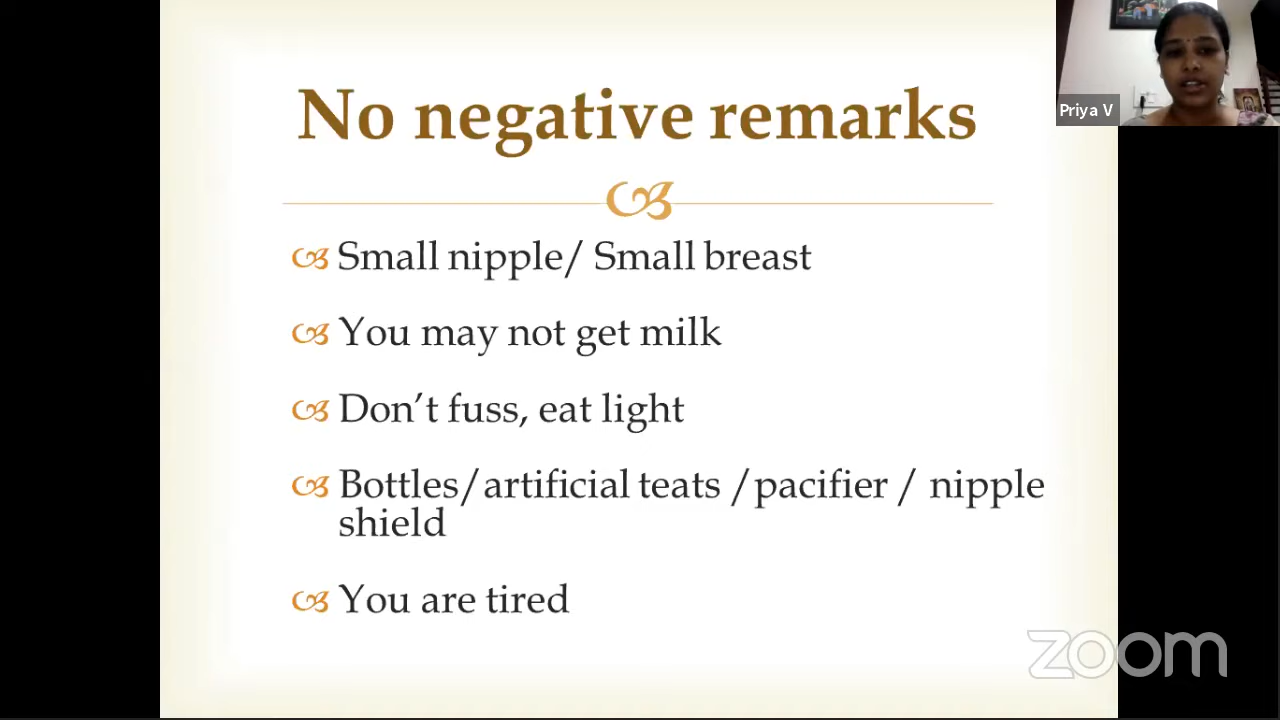 No negative remarks
Small nipple/ Small breast
You may not get milk
Don’t fuss, eat light
Bottles/artificial teats /pacifier / nipple
shield
You are tired
Priya V
zoom